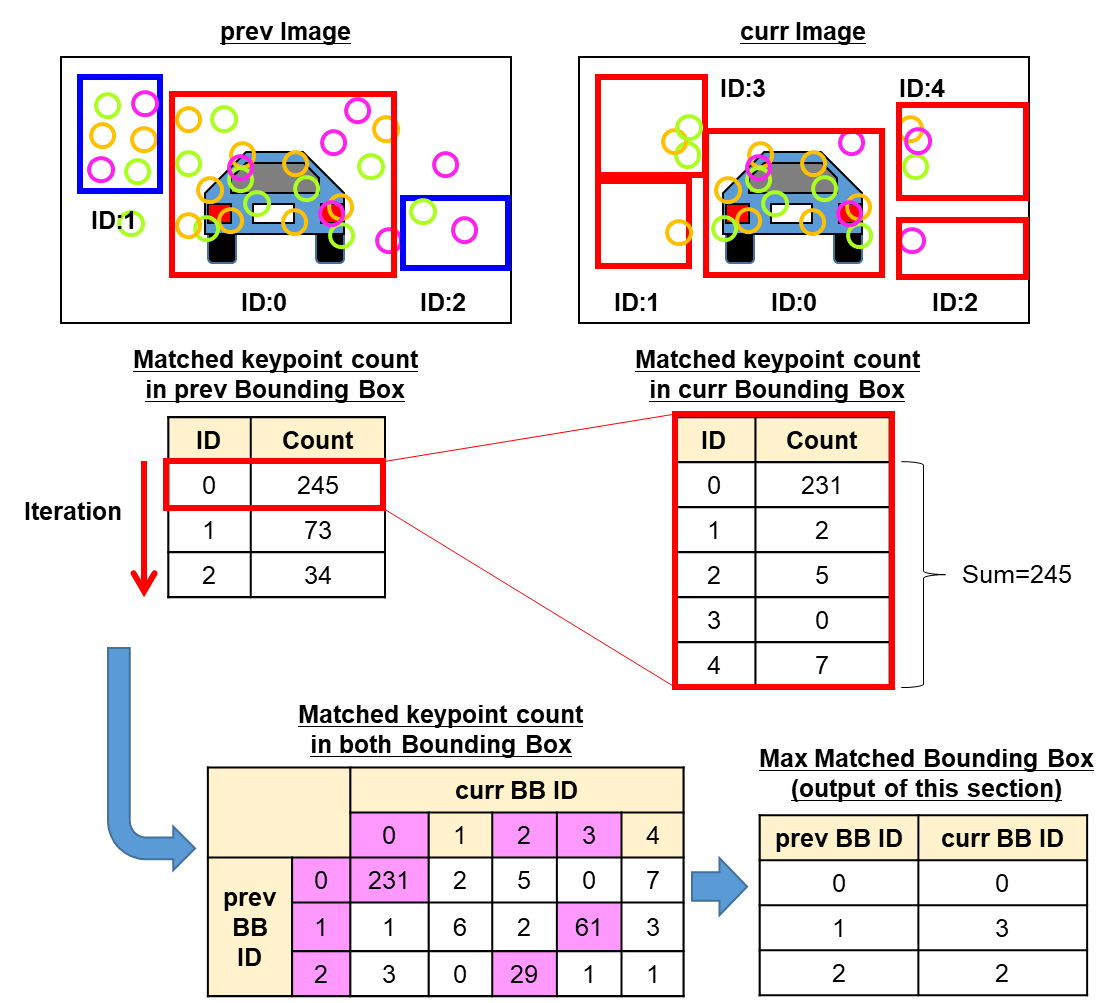 prev Image
curr Image
ID:1
ID:0
ID:2
ID:3
ID:4
ID:1
ID:0
ID:2
Matched keypoint count
in prev Bounding Box
ID Count
0 245
1 73
2 34
Iteration
Matched keypoint count
in curr Bounding Box
ID Count
0 231
1 2
2 5
3 0
4 7
Sum=245
Matched keypoint count
in both Bounding Box
curr BB ID
0 1 2 3 4
prev
BB
ID
0 231 2 5 0 7
1 1 6 2 61 3
2 3 0 29 1 1
Max Matched Bounding Box
(output of this section)
prev BB ID curr BB ID
0 0
1 3
2 2